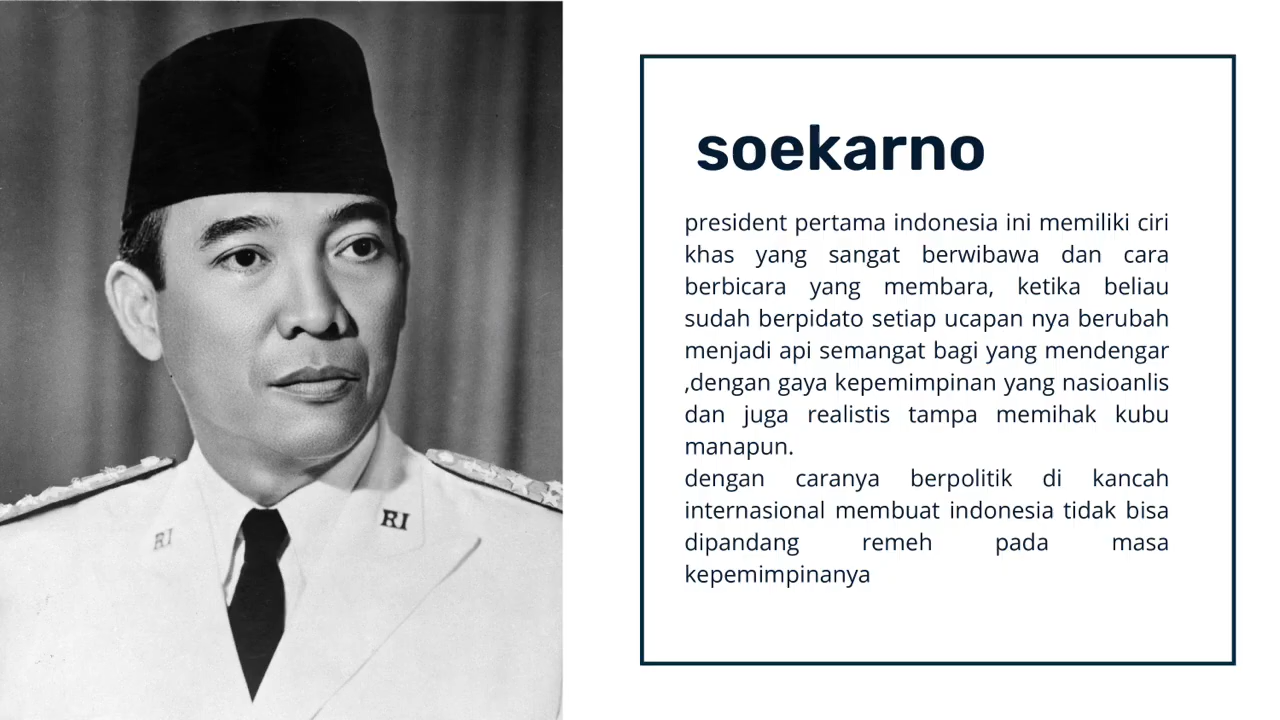 RI
RI
soekarno
president pertama indonesia ini memiliki ciri
khas yang sangat berwibawa dan cara
berbicara yang membara, ketika beliau
sudah berpidato setiap ucapan nya berubah
menjadi api semangat bagi yang mendengar
,dengan gaya kepemimpinan yang nasioanlis
dan juga realistis tampa memihak kubu
manapun.
dengan caranya berpolitik di kancah
internasional membuat indonesia tidak bisa
dipandang remeh pada masa
kepemimpinanya